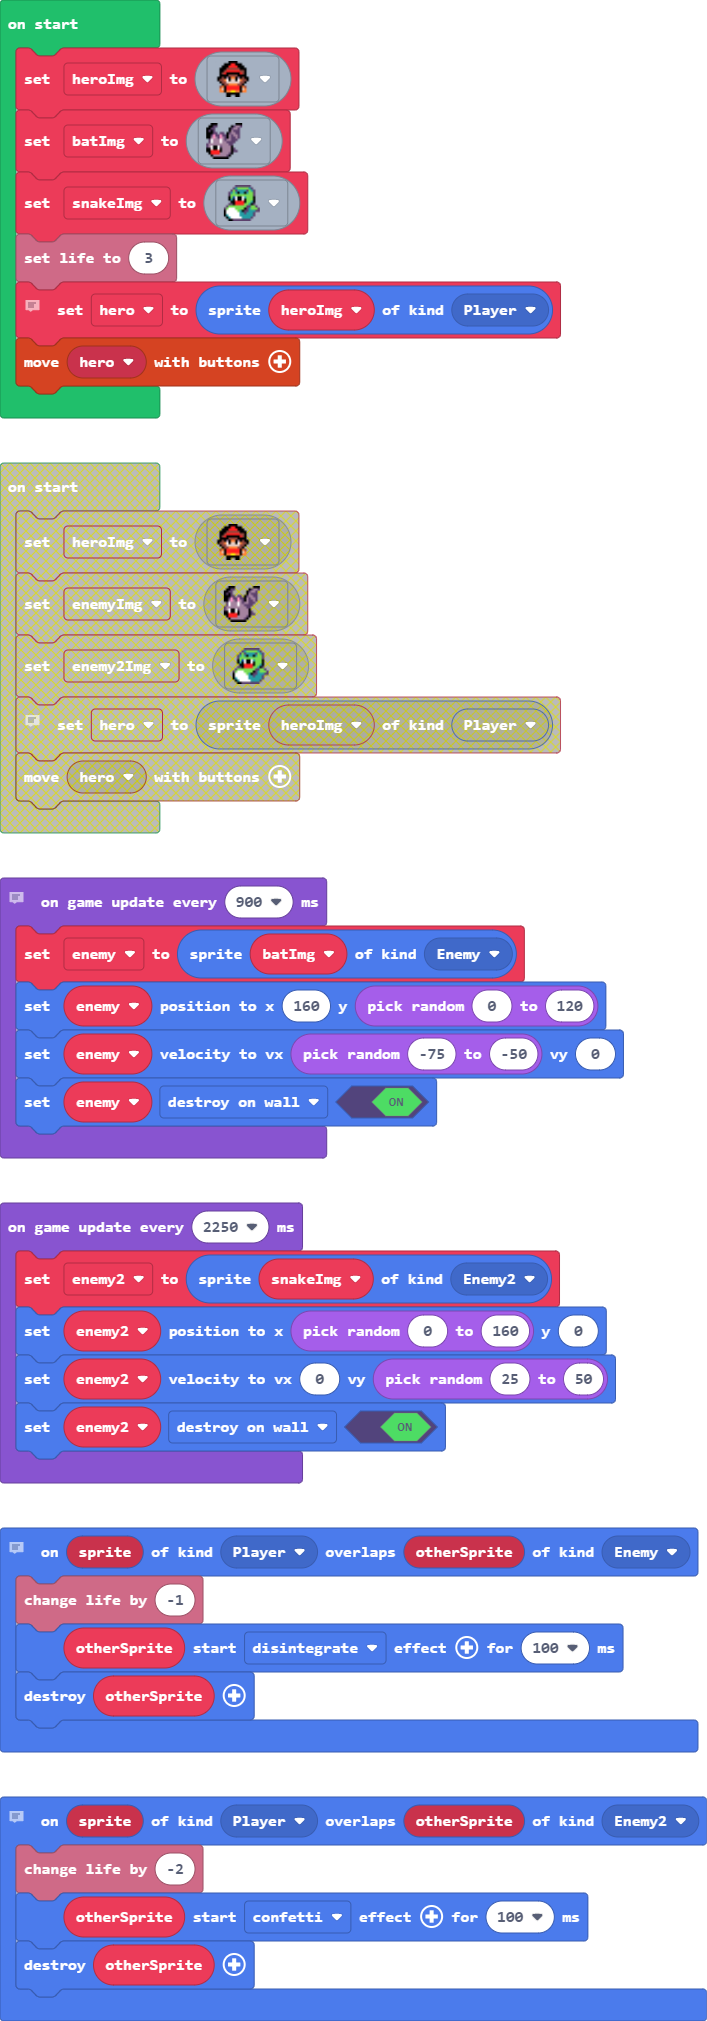 on start
set heroImg to
set batImg to
set snakeImg to
set life to 3
set hero to sprite heroImg of kind Player
move hero with buttons
on start
set heroImg to
set enemyImg to
set enemy2Img to
set hero to sprite heroImg of kind Player
move hero with buttons
on game update every 900 ms
set enemy to sprite batImg of kind Enemy
set enemy position to x 160 y pick random 0 to 120
set enemy velocity to vx pick random -75 to -50 vy 0
set enemy destroy on wall ON
on game update every 2250 ms
set enemy2 to sprite snakeImg of kind Enemy2
set enemy2 position to x pick random 0 to 160 y 0
set enemy2 velocity to vx 0 vy pick random 25 to 50
set enemy2 destroy on wall ON
on sprite of kind Player overlaps otherSprite of kind Enemy
change life by -1
otherSprite start disintegrate effect for 100 ms
destroy otherSprite
on sprite of kind Player overlaps otherSprite of kind Enemy2
change life by -2
otherSprite start confetti effect for 100 ms
destroy otherSprite